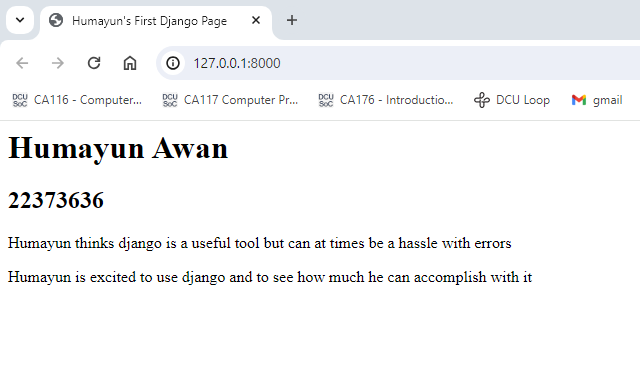 Humayun's First Django Page
127.0.0.1:8000
DCU SoC CA116 - Computer... DCU SoC CA117 Computer Pr... DCU SoC CA176 - Introductio... DCU Loop gmail
Humayun Awan
22373636
Humayun thinks django is a useful tool but can at times be a hassle with errors
Humayun is excited to use django and to see how much he can accomplish with it